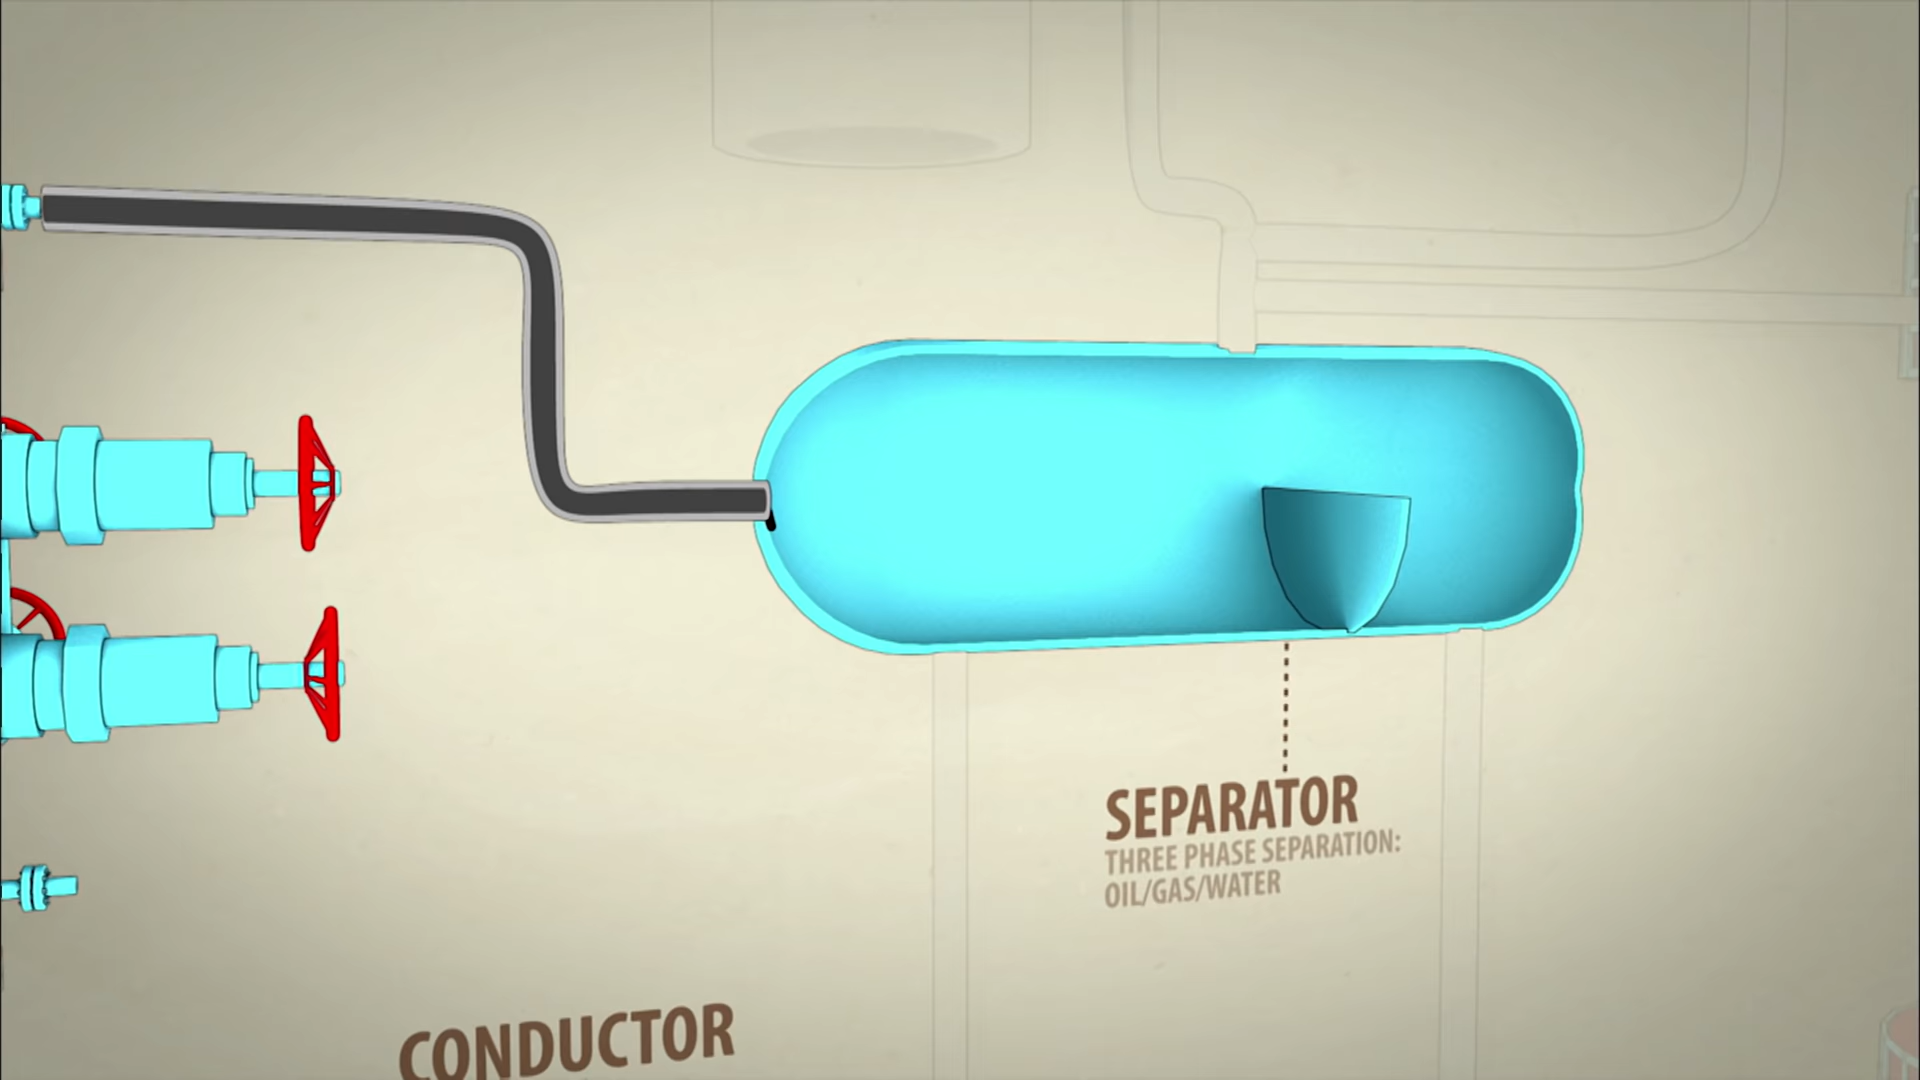 SEPARATOR
THREE PHASE SEPARATION:
OIL/GAS/WATER
CONDUCTOR